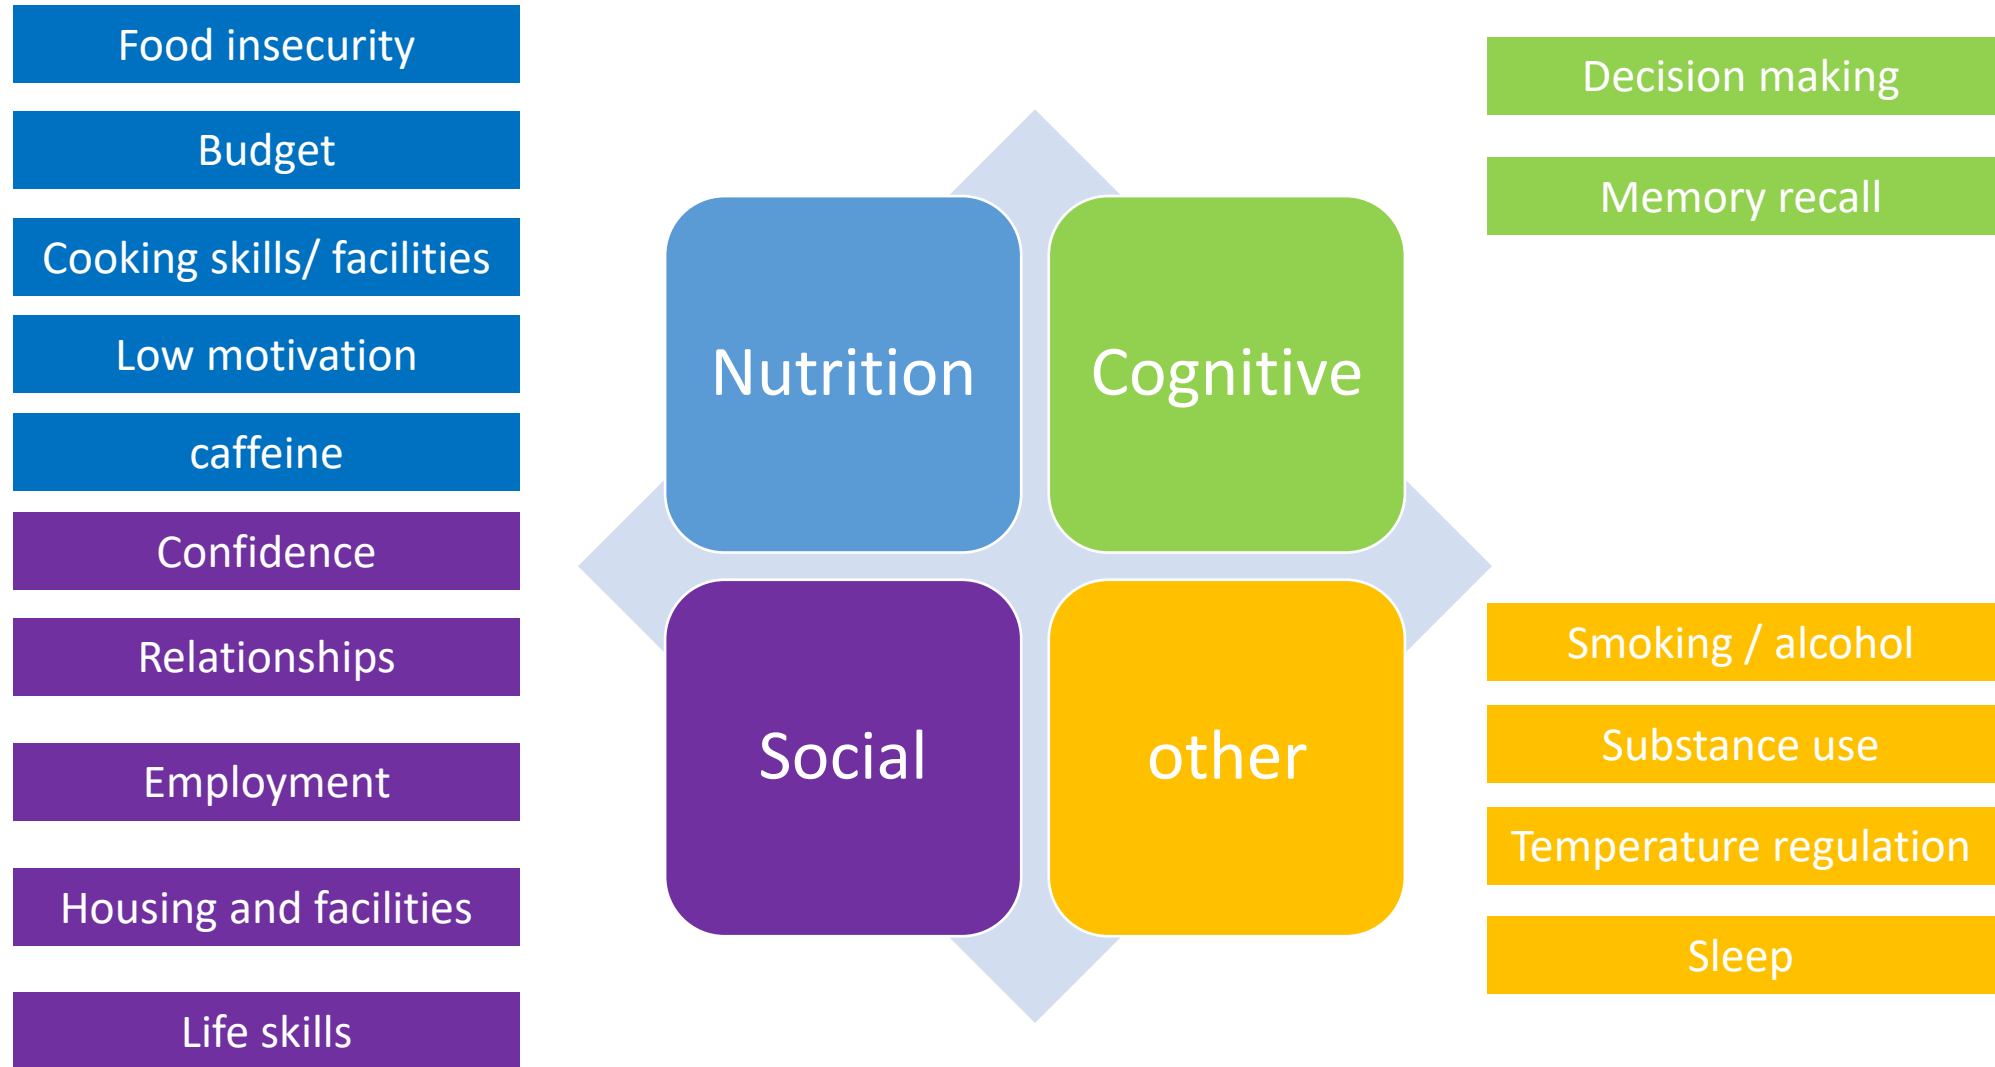 Food insecurity
Budget
Cooking skills/ facilities
Low motivation
caffeine
Confidence
Relationships
Employment
Housing and facilities
Life skills
Nutrition
Cognitive
Social
other
Decision making
Memory recall
Smoking / alcohol
Substance use
Temperature regulation
Sleep